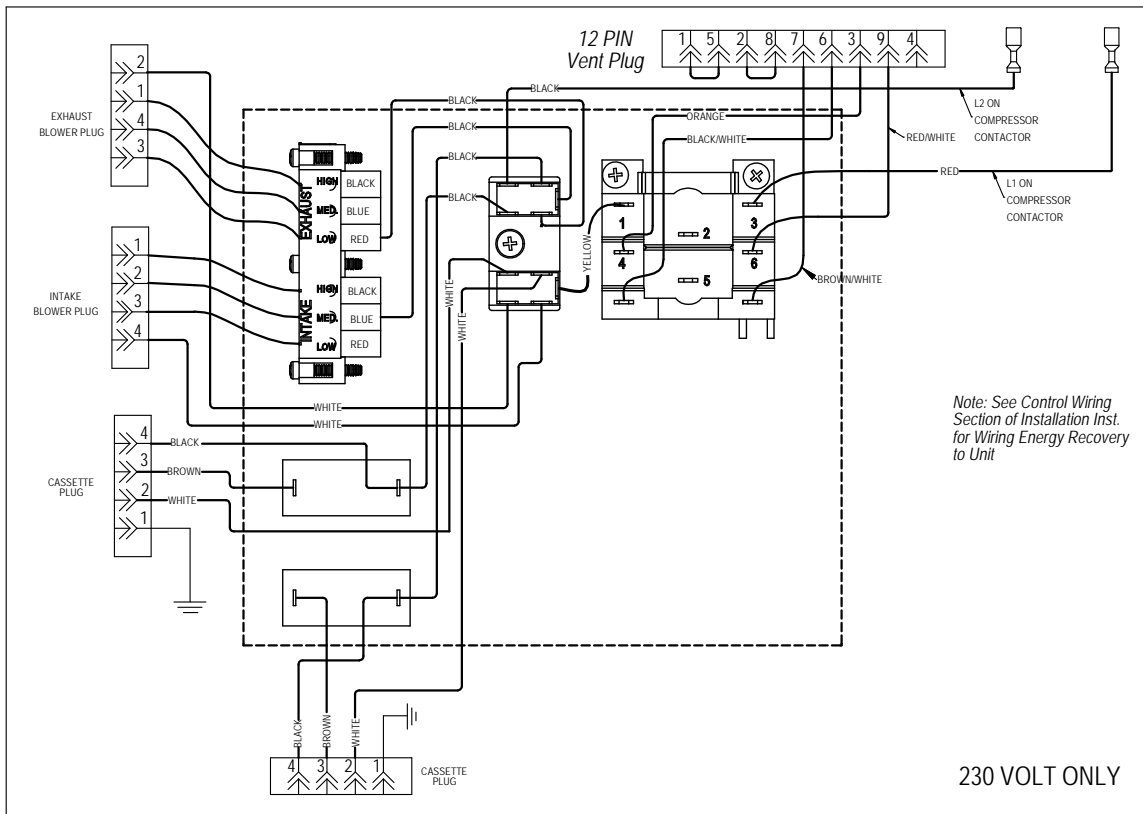 12 PIN
Vent Plug
1 5 2 8 7 6 3 9 4
2
1
4
3
EXHAUST
BLOWER PLUG
BLACK
BLACK
L2 ON
COMPRESSOR
CONTACTOR
ORANGE
BLACK
BLACK/WHITE
RED/WHITE
BLACK
RED
L1 ON
COMPRESSOR
CONTACTOR
BLACK
EXHAUST
HIGH BLACK
MED. BLUE
LOW RED
1
2
3
4
5
6
YELLOW
BROWN/WHITE
1
2
3
4
INTAKE
BLOWER PLUG
INTAKE
HIGH BLACK
MED. BLUE
LOW RED
WHITE
WHITE
WHITE
WHITE
WHITE
Note: See Control Wiring
Section of Installation Inst.
for Wiring Energy Recovery
to Unit
4
3
2
1
CASSETTE
PLUG
BLACK
BROWN
WHITE
BLACK
BROWN
WHITE
4 3 2 1
CASSETTE
PLUG
230 VOLT ONLY